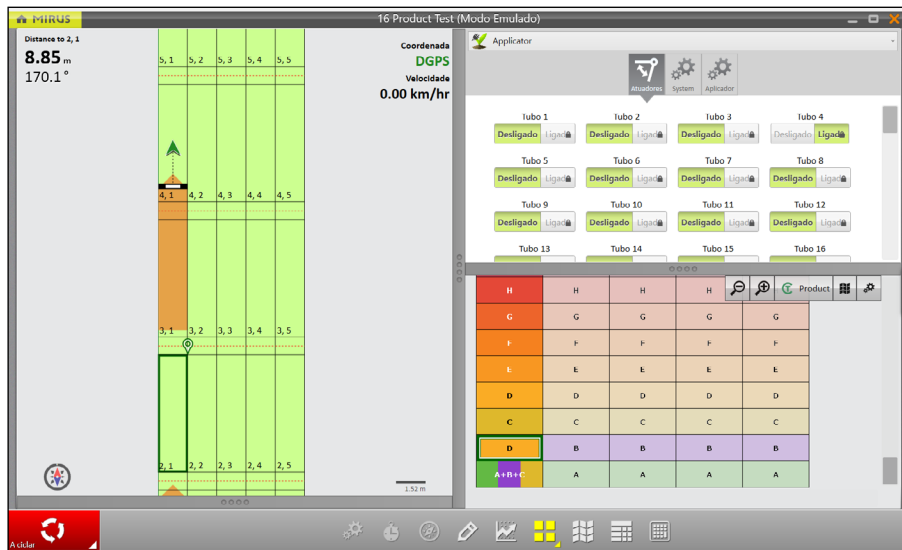 MIRUS
16 Product Test (Modo Emulado)
Distance to 2, 1
8.85 m
170.1°
Coordenada
DGPS
Velocidade
0.00 km/hr
5, 1 5, 2 5, 3 5, 4 5, 5
4, 1 4, 2 4, 3 4, 4 4, 5
3, 1 3, 2 3, 3 3, 4 3, 5
2, 1 2, 2 2, 3 2, 4 2, 5
1.52 m
Applicator
Atuadores System Aplicador
Tubo 1 Tubo 2 Tubo 3 Tubo 4
Desligado Ligado Desligado Ligado Desligado Ligado Desligado Ligado
Tubo 5 Tubo 6 Tubo 7 Tubo 8
Desligado Ligado Desligado Ligado Desligado Ligado Desligado Ligado
Tubo 9 Tubo 10 Tubo 11 Tubo 12
Desligado Ligado Desligado Ligado Desligado Ligado Desligado Ligado
Tubo 13 Tubo 14 Tubo 15 Tubo 16
Product
H H H H
G G G G G
F F F F F
E E E E E
D D D D D
C C C C C
D B B B B
A+B+C A A A A
A ciclar